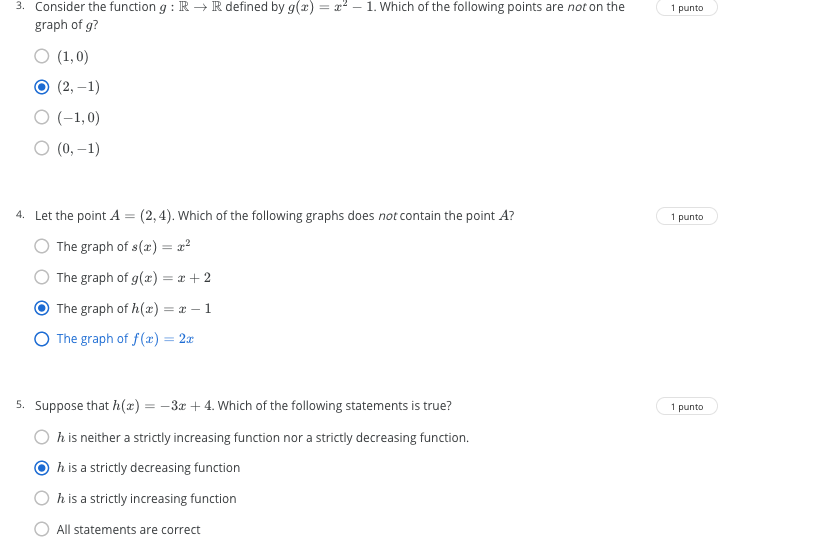 3. Consider the function g : ℝ → ℝ defined by g(x) = x² − 1. Which of the following points are not on the
1 punto
graph of g?
(1, 0)
(2, −1)
(−1, 0)
(0, −1)
4. Let the point A = (2, 4). Which of the following graphs does not contain the point A?
1 punto
The graph of s(x) = x²
The graph of g(x) = x + 2
The graph of h(x) = x − 1
The graph of f(x) = 2x
5. Suppose that h(x) = −3x + 4. Which of the following statements is true?
1 punto
h is neither a strictly increasing function nor a strictly decreasing function.
h is a strictly decreasing function
h is a strictly increasing function
All statements are correct